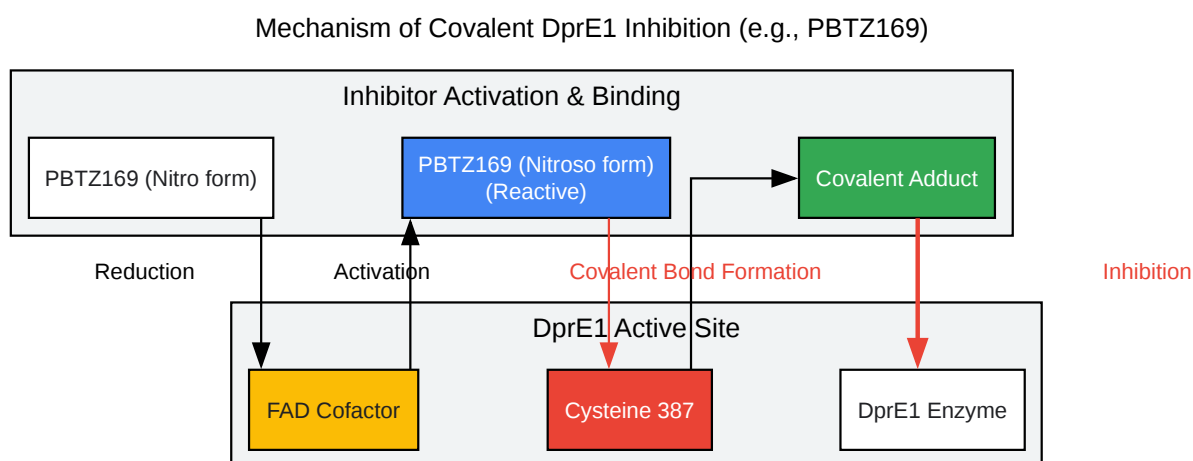 Mechanism of Covalent DprE1 Inhibition (e.g., PBTZ169)
Inhibitor Activation & Binding
PBTZ169 (Nitro form)
PBTZ169 (Nitroso form)
(Reactive)
Covalent Adduct
Reduction
Activation
Covalent Bond Formation
Inhibition
DprE1 Active Site
FAD Cofactor
Cysteine 387
DprE1 Enzyme